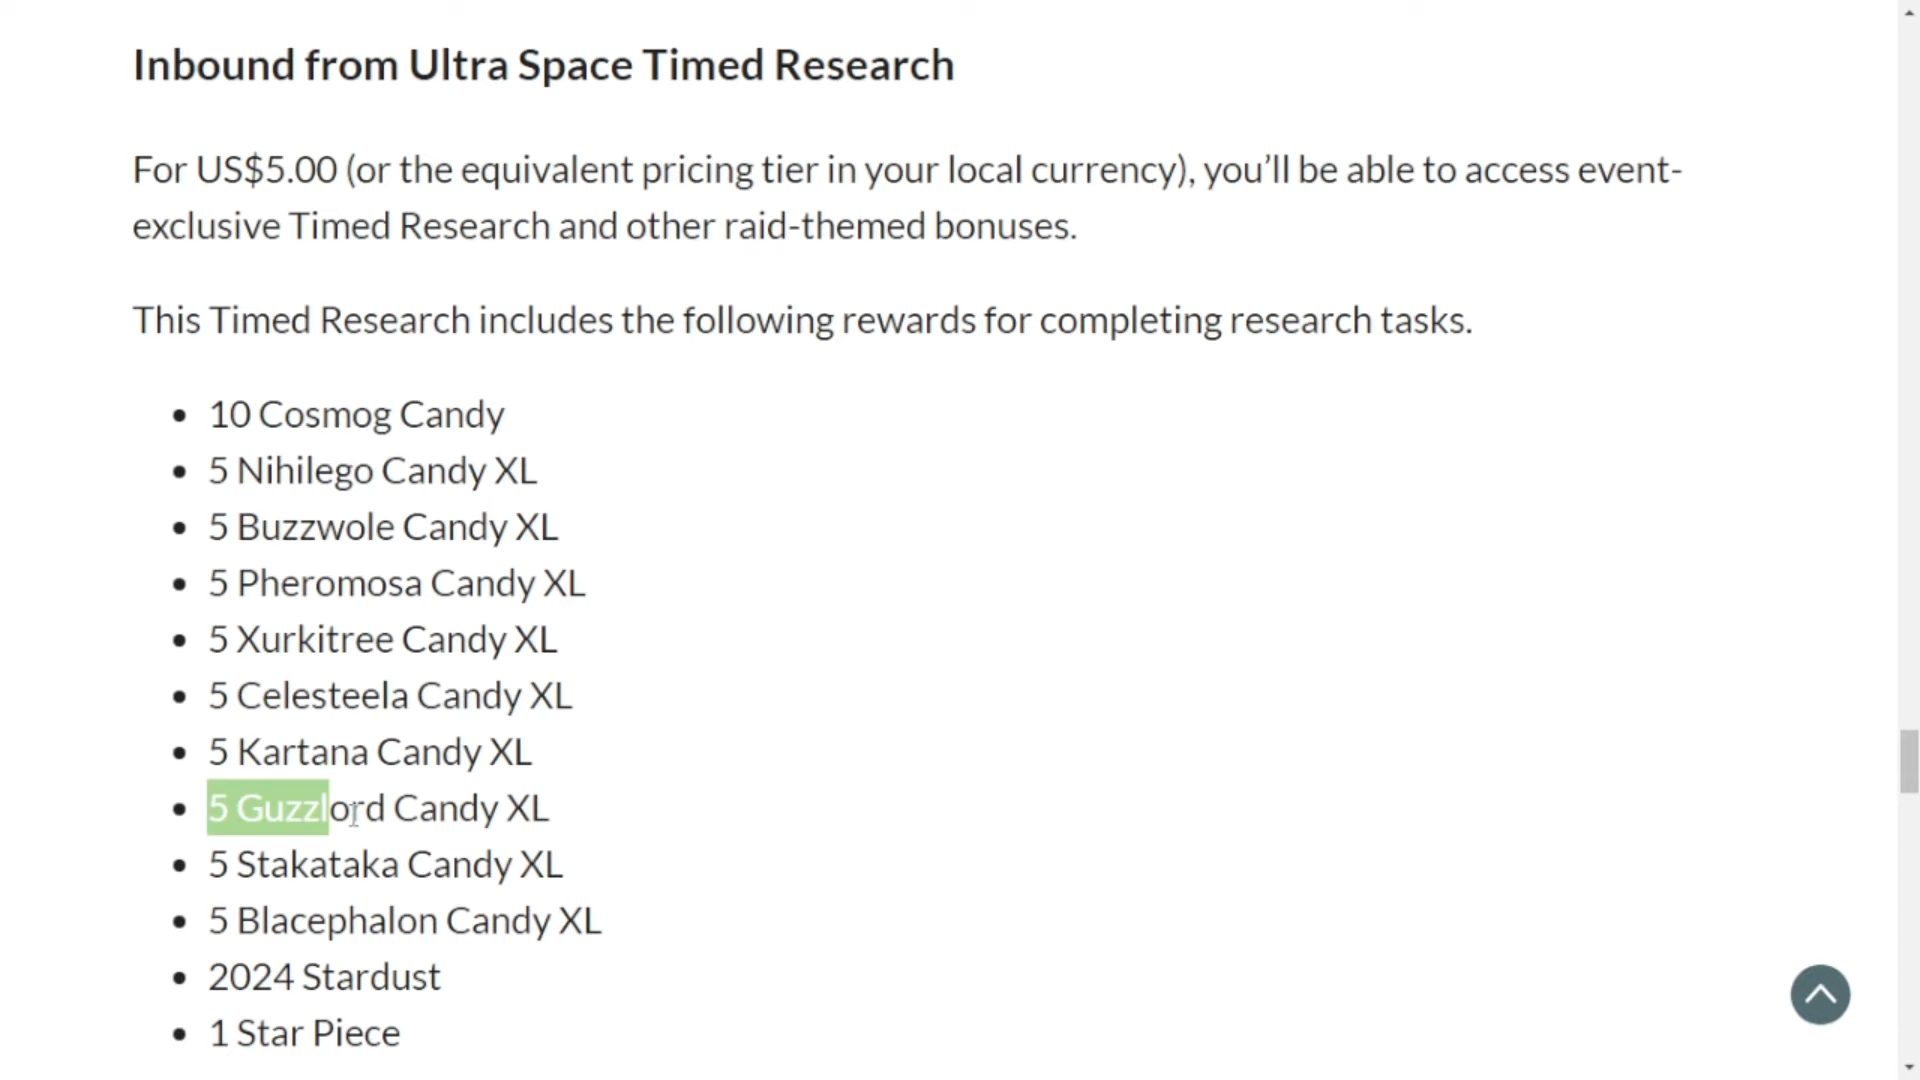 Inbound from Ultra Space Timed Research
For US$5.00 (or the equivalent pricing tier in your local currency), you’ll be able to access event-
exclusive Timed Research and other raid-themed bonuses.
This Timed Research includes the following rewards for completing research tasks.
• 10 Cosmog Candy
• 5 Nihilego Candy XL
• 5 Buzzwole Candy XL
• 5 Pheromosa Candy XL
• 5 Xurkitree Candy XL
• 5 Celesteela Candy XL
• 5 Kartana Candy XL
• 5 Guzzlord Candy XL
• 5 Stakataka Candy XL
• 5 Blacephalon Candy XL
• 2024 Stardust
• 1 Star Piece